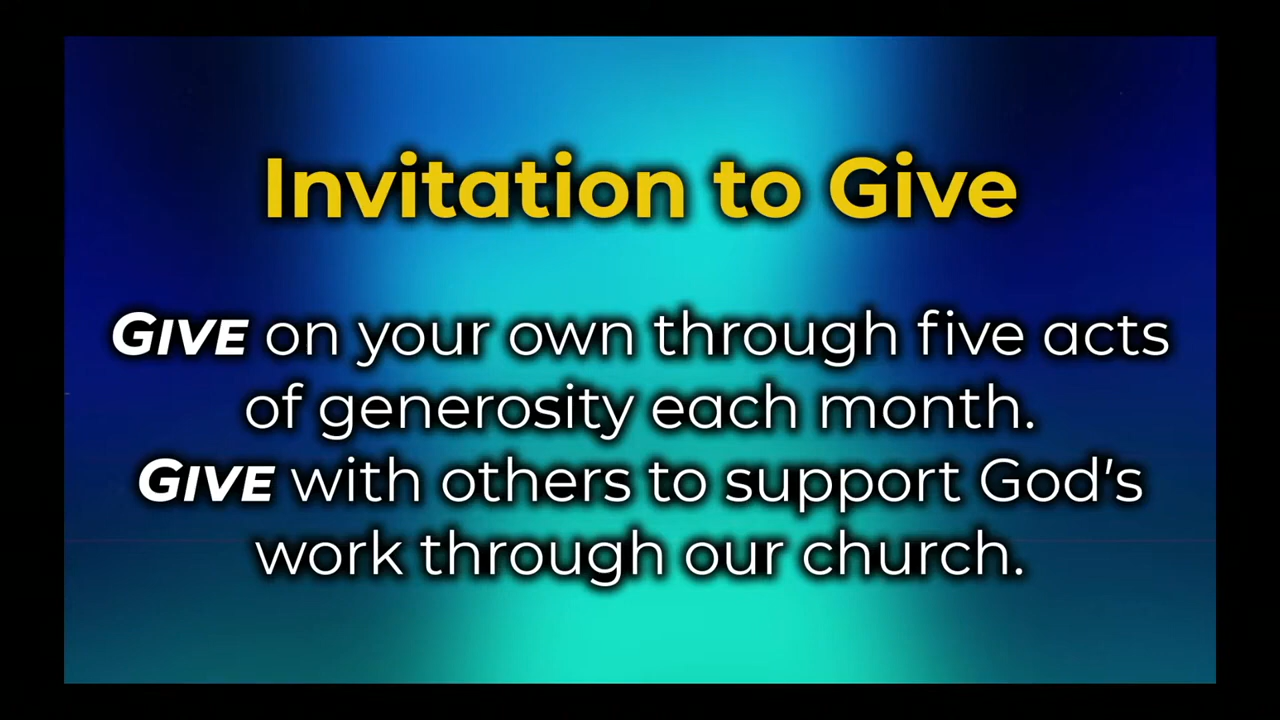 Invitation to Give
GIVE on your own through five acts
of generosity each month.
GIVE with others to support God's
work through our church.